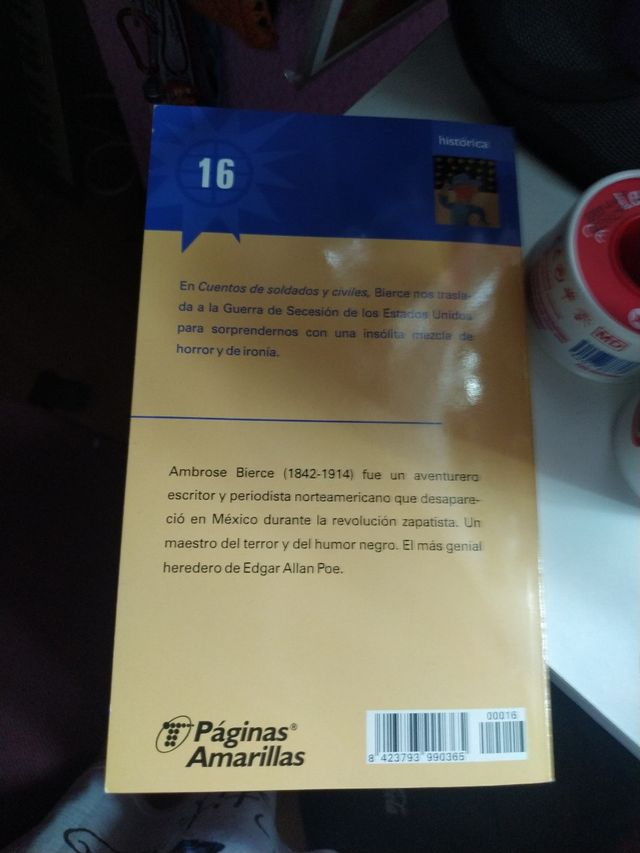 histórica
16
En Cuentos de soldados y civiles, Bierce nos trasla-
da a la Guerra de Secesión de los Estados Unidos
para sorprendernos con una insólita mezcla de
horror y de ironía.
Ambrose Bierce (1842-1914) fue un aventurero
escritor y periodista norteamericano que desapare-
ció en México durante la revolución zapatista. Un
maestro del terror y del humor negro. El más genial
heredero de Edgar Allan Poe.
Páginas®
Amarillas
00016
8 423793 990365
MD